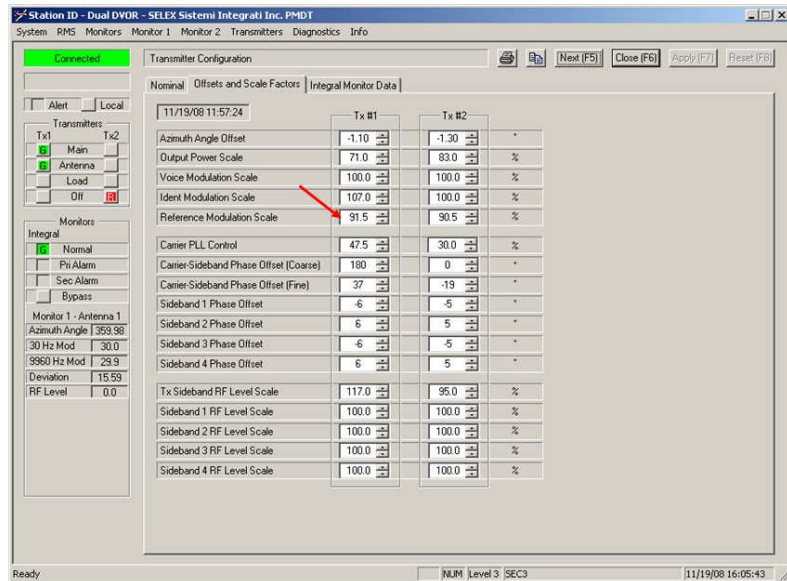 Station ID - Dual DVOR - SELEX Sistemi Integrati Inc. PMDT
System RMS Monitors Monitor 1 Monitor 2 Transmitters Diagnostics Info
Connected
Transmitter Configuration
Next (F5) Close (F6) Apply (F7) Reset (F8)
Nominal Offsets and Scale Factors Integral Monitor Data
Alert Local
Transmitters
Tx1 Tx2
G Main
G Antenna
Load
Off R
Monitors
Integral
G Normal
Pri Alarm
Sec Alarm
Bypass
Monitor 1 - Antenna 1
Azimuth Angle 359.98
30 Hz Mod 30.0
9960 Hz Mod 29.9
Deviation 15.59
RF Level 0.0
11/19/08 11:57:24
Tx #1 Tx #2
Azimuth Angle Offset -1.10 -1.30 °
Output Power Scale 71.0 83.0 %
Voice Modulation Scale 100.0 100.0 %
Ident Modulation Scale 107.0 100.0 %
Reference Modulation Scale 91.5 90.5 %
Carrier PLL Control 47.5 30.0 %
Carrier-Sideband Phase Offset (Coarse) 180 0 °
Carrier-Sideband Phase Offset (Fine) 37 -19 °
Sideband 1 Phase Offset -6 -5 °
Sideband 2 Phase Offset 6 5 °
Sideband 3 Phase Offset -6 -5 °
Sideband 4 Phase Offset 6 5 °
Tx Sideband RF Level Scale 117.0 95.0 %
Sideband 1 RF Level Scale 100.0 100.0 %
Sideband 2 RF Level Scale 100.0 100.0 %
Sideband 3 RF Level Scale 100.0 100.0 %
Sideband 4 RF Level Scale 100.0 100.0 %
Ready NUM Level 3 SEC3 11/19/08 16:05:43